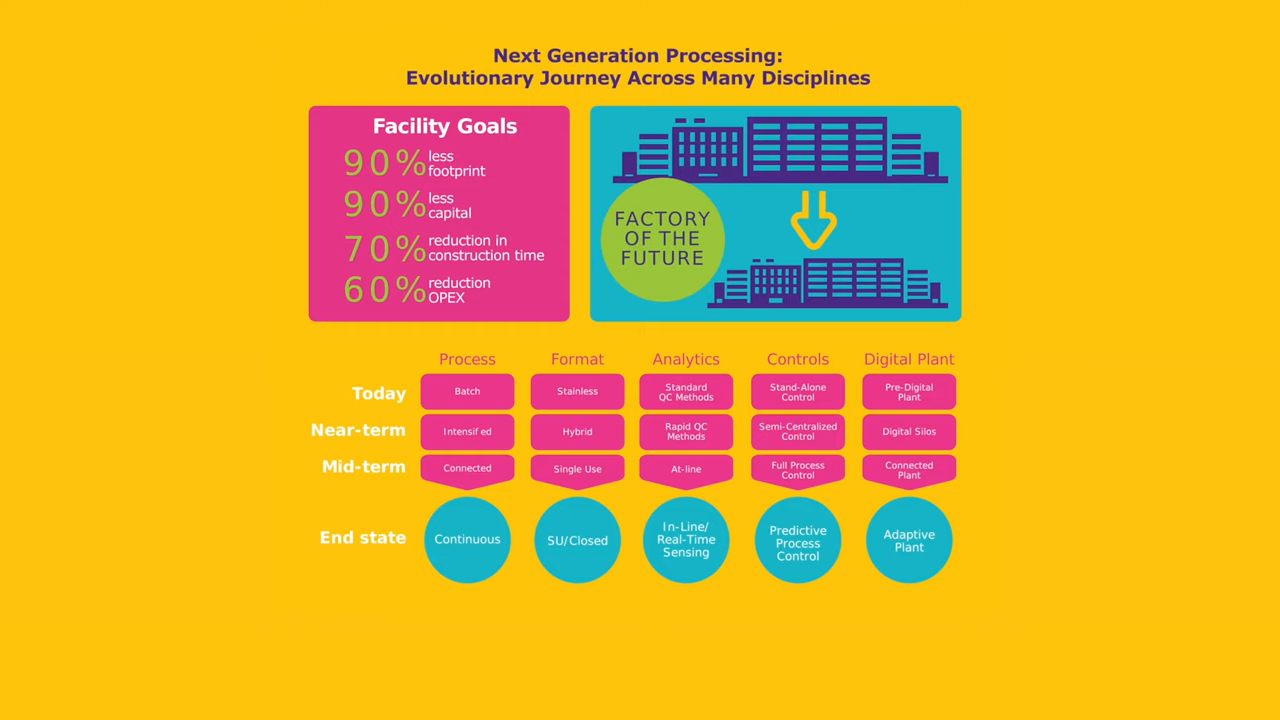 Next Generation Processing:
Evolutionary Journey Across Many Disciplines
Facility Goals
90% less
footprint
90% less
capital
70% reduction in
construction time
60% reduction
OPEX
FACTORY
OF THE
FUTURE
Process Format Analytics Controls Digital Plant
Today
Batch
Stainless
Standard
QC Methods
Stand-Alone
Control
Pre-Digital
Plant
Near-term
Intensif ed
Hybrid
Rapid QC
Methods
Semi-Centralized
Control
Digital Silos
Mid-term
Connected
Single Use
At-line
Full Process
Control
Connected
Plant
End state
Continuous
SU/Closed
In-Line/
Real-Time
Sensing
Predictive
Process
Control
Adaptive
Plant